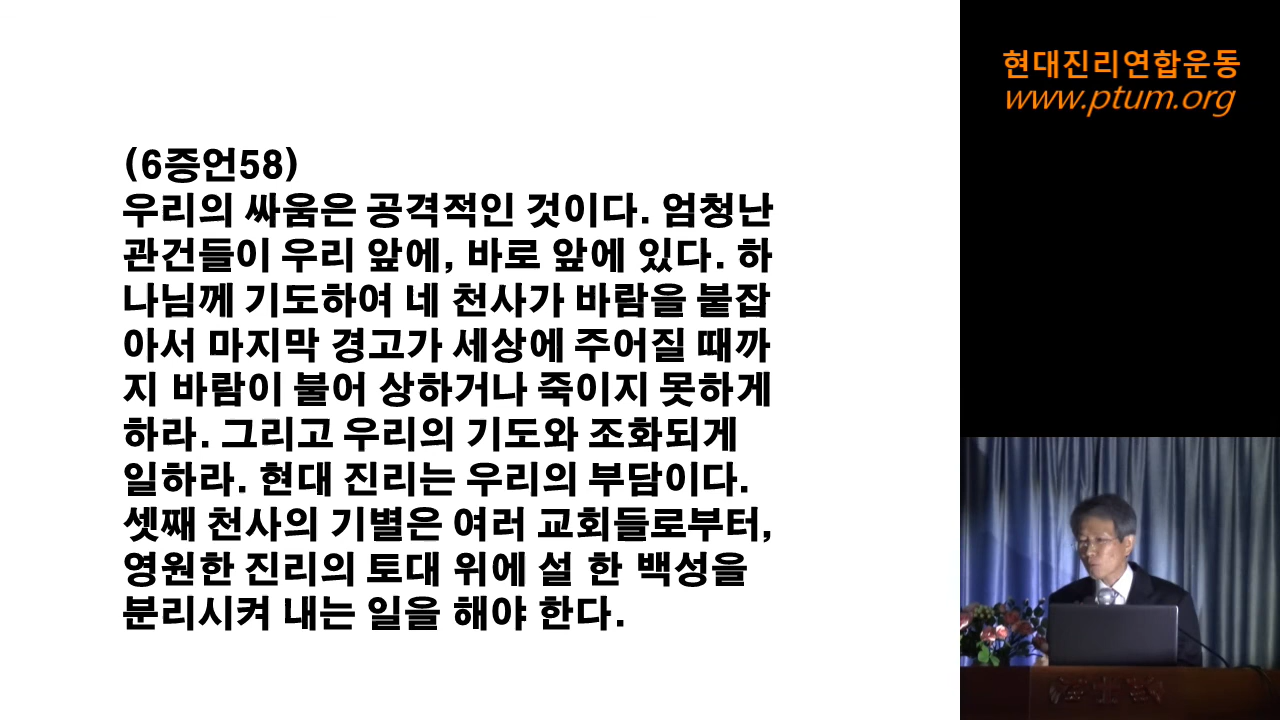 (6증언58)
우리의 싸움은 공격적인 것이다. 엄청난
관건들이 우리 앞에, 바로 앞에 있다. 하
나님께 기도하여 네 천사가 바람을 붙잡
아서 마지막 경고가 세상에 주어질 때까
지 바람이 불어 상하거나 죽이지 못하게
하라. 그리고 우리의 기도와 조화되게
일하라. 현대 진리는 우리의 부담이다.
셋째 천사의 기별은 여러 교회들로부터,
영원한 진리의 토대 위에 설 한 백성을
분리시켜 내는 일을 해야 한다.
현대진리연합운동
www.ptum.org